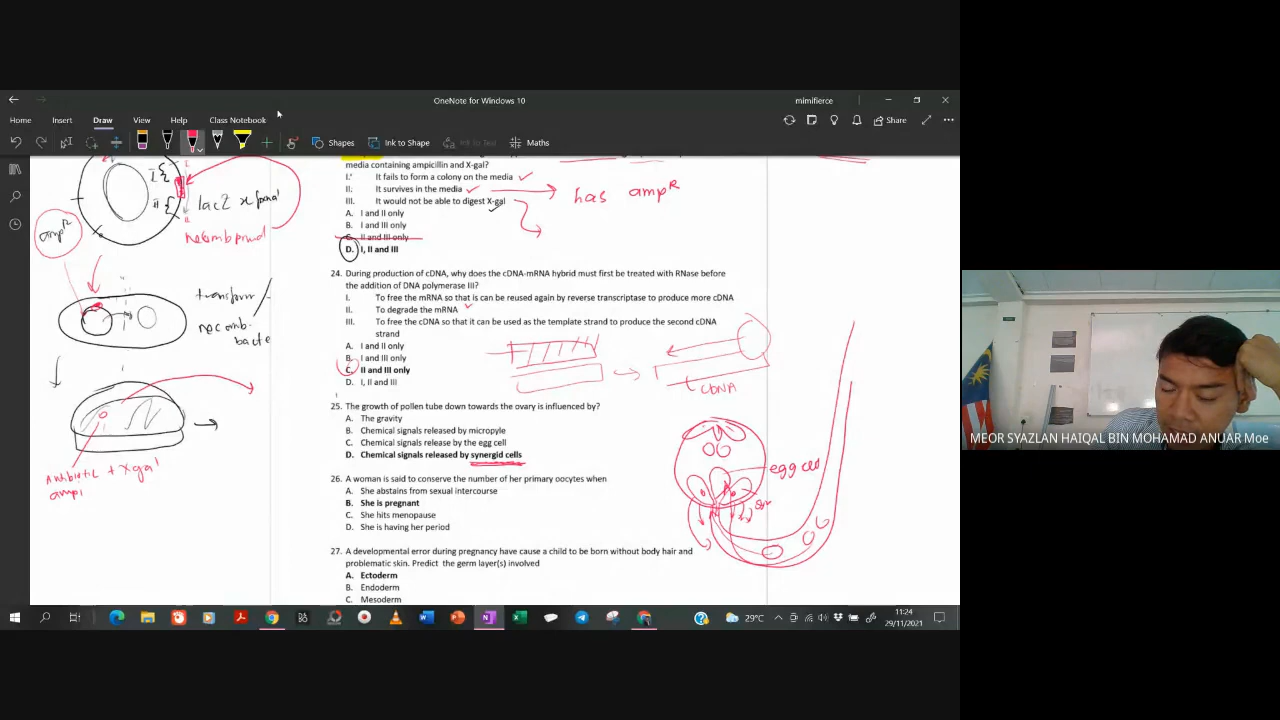 OneNote for Windows 10
mimifierce
Home
Insert
Draw
View
Help
Class Notebook
Share
Shapes
Ink to Shape
Ink to Text
Maths
media containing ampicillin and X-gal?
I. It fails to form a colony on the media
II. It survives in the media
III. It would not be able to digest X-gal
A. I and II only
B. I and III only
C. II and III only
D. I, II and III
has ampR
lacZ x
ampR
transform
recomb.
bacte
Antibiotic + Xgal
ampi
24. During production of cDNA, why does the cDNA-mRNA hybrid must first be treated with RNase before
the addition of DNA polymerase III?
I. To free the mRNA so that is can be reused again by reverse transcriptase to produce more cDNA
II. To degrade the mRNA
III. To free the cDNA so that it can be used as the template strand to produce the second cDNA
strand
A. I and II only
B. I and III only
C. II and III only
D. I, II and III
cDNA
25. The growth of pollen tube down towards the ovary is influenced by?
A. The gravity
B. Chemical signals released by micropyle
C. Chemical signals release by the egg cell
D. Chemical signals released by synergid cells
egg cell
26. A woman is said to conserve the number of her primary oocytes when
A. She abstains from sexual intercourse
B. She is pregnant
C. She hits menopause
D. She is having her period
27. A developmental error during pregnancy have cause a child to be born without body hair and
problematic skin. Predict the germ layer(s) involved
A. Ectoderm
B. Endoderm
C. Mesoderm
MEOR SYAZLAN HAIQAL BIN MOHAMAD ANUAR Moe
29°C
11:24
29/11/2021